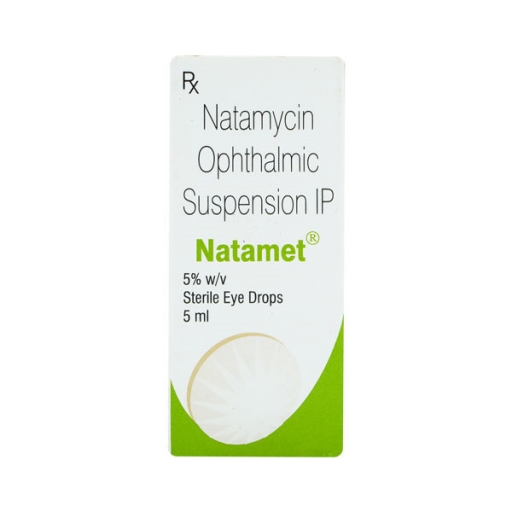 Rx
Natamycin
Ophthalmic
Suspension IP
Natamet®
5% w/v
Sterile Eye Drops
5 ml